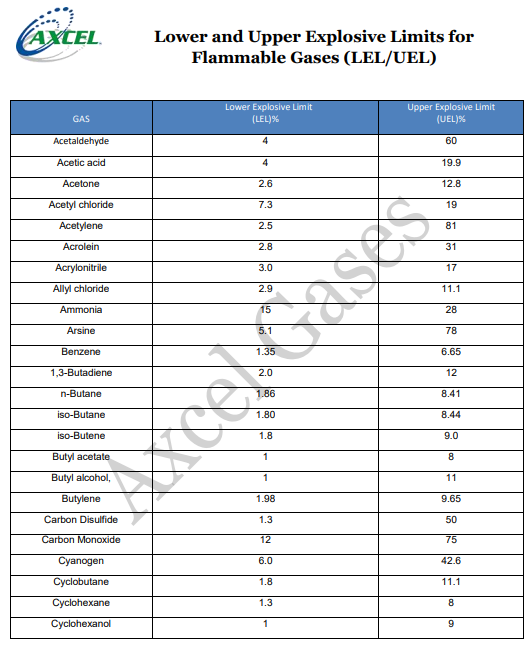 AXCEL
Lower and Upper Explosive Limits for
Flammable Gases (LEL/UEL)
GAS Lower Explosive Limit (LEL)% Upper Explosive Limit (UEL)%
Acetaldehyde 4 60
Acetic acid 4 19.9
Acetone 2.6 12.8
Acetyl chloride 7.3 19
Acetylene 2.5 81
Acrolein 2.8 31
Acrylonitrile 3.0 17
Allyl chloride 2.9 11.1
Ammonia 15 28
Arsine 5.1 78
Benzene 1.35 6.65
1,3-Butadiene 2.0 12
n-Butane 1.86 8.41
iso-Butane 1.80 8.44
iso-Butene 1.8 9.0
Butyl acetate 1 8
Butyl alcohol, 1 11
Butylene 1.98 9.65
Carbon Disulfide 1.3 50
Carbon Monoxide 12 75
Cyanogen 6.0 42.6
Cyclobutane 1.8 11.1
Cyclohexane 1.3 8
Cyclohexanol 1 9
Axcel Gases